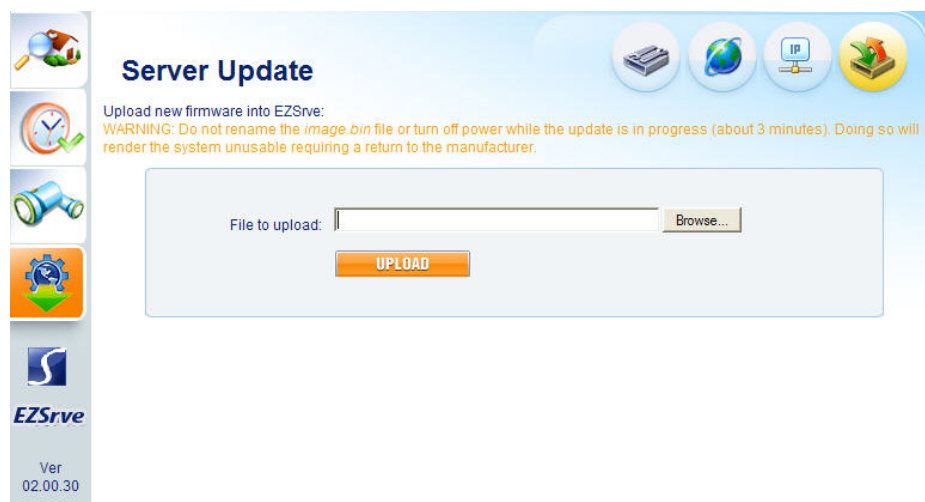 IP
Server Update
Upload new firmware into EZSrve:
WARNING: Do not rename the image.bin file or turn off power while the update is in progress (about 3 minutes). Doing so will
render the system unusable requiring a return to the manufacturer.
File to upload:
Browse...
UPLOAD
EZSrve
Ver
02.00.30